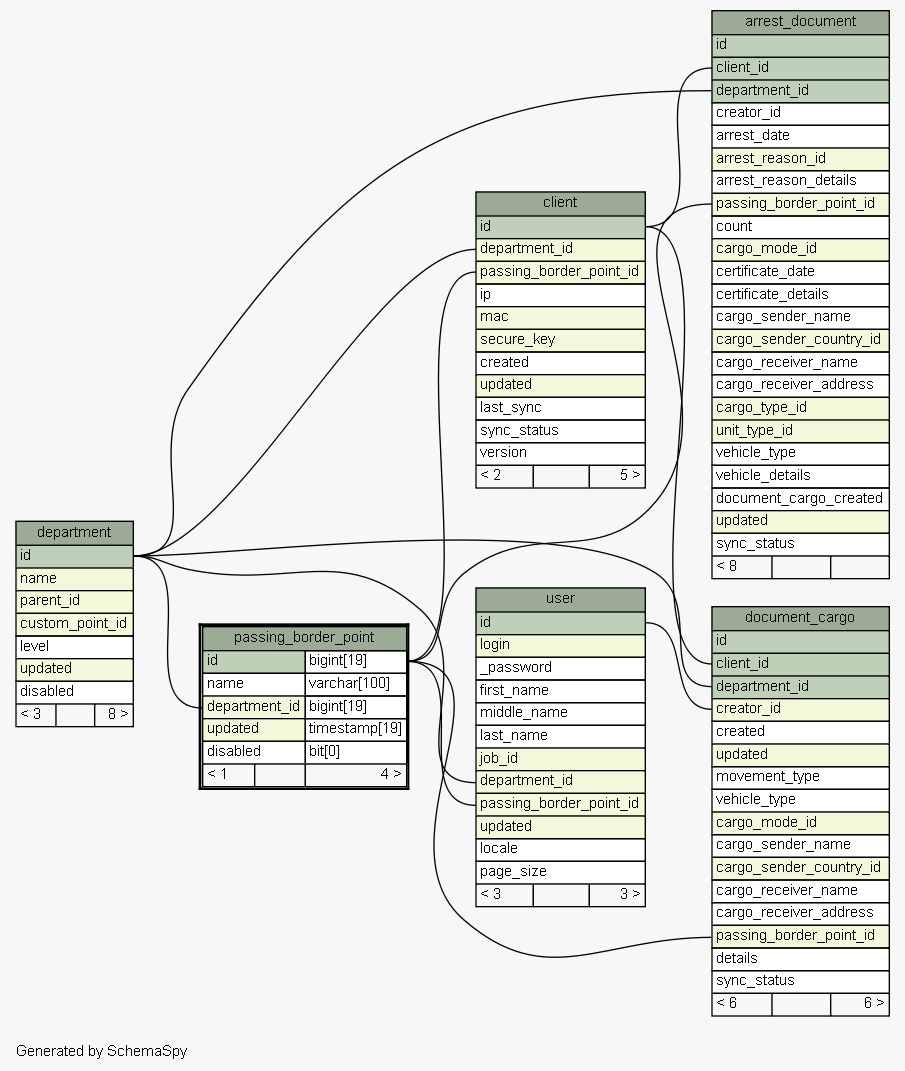 arrest_document
id
client_id
department_id
creator_id
arrest_date
arrest_reason_id
arrest_reason_details
passing_border_point_id
count
cargo_mode_id
certificate_date
certificate_details
cargo_sender_name
cargo_sender_country_id
cargo_receiver_name
cargo_receiver_address
cargo_type_id
unit_type_id
vehicle_type
vehicle_details
document_cargo_created
updated
sync_status
< 8
client
id
department_id
passing_border_point_id
ip
mac
secure_key
created
updated
last_sync
sync_status
version
< 2 5 >
department
id
name
parent_id
custom_point_id
level
updated
disabled
< 3 8 >
passing_border_point
id bigint[19]
name varchar[100]
department_id bigint[19]
updated timestamp[19]
disabled bit[0]
< 1 4 >
user
id
login
_password
first_name
middle_name
last_name
job_id
department_id
passing_border_point_id
updated
locale
page_size
< 3 3 >
document_cargo
id
client_id
department_id
creator_id
created
updated
movement_type
vehicle_type
cargo_mode_id
cargo_sender_name
cargo_sender_country_id
cargo_receiver_name
cargo_receiver_address
passing_border_point_id
details
sync_status
< 6 6 >
Generated by SchemaSpy